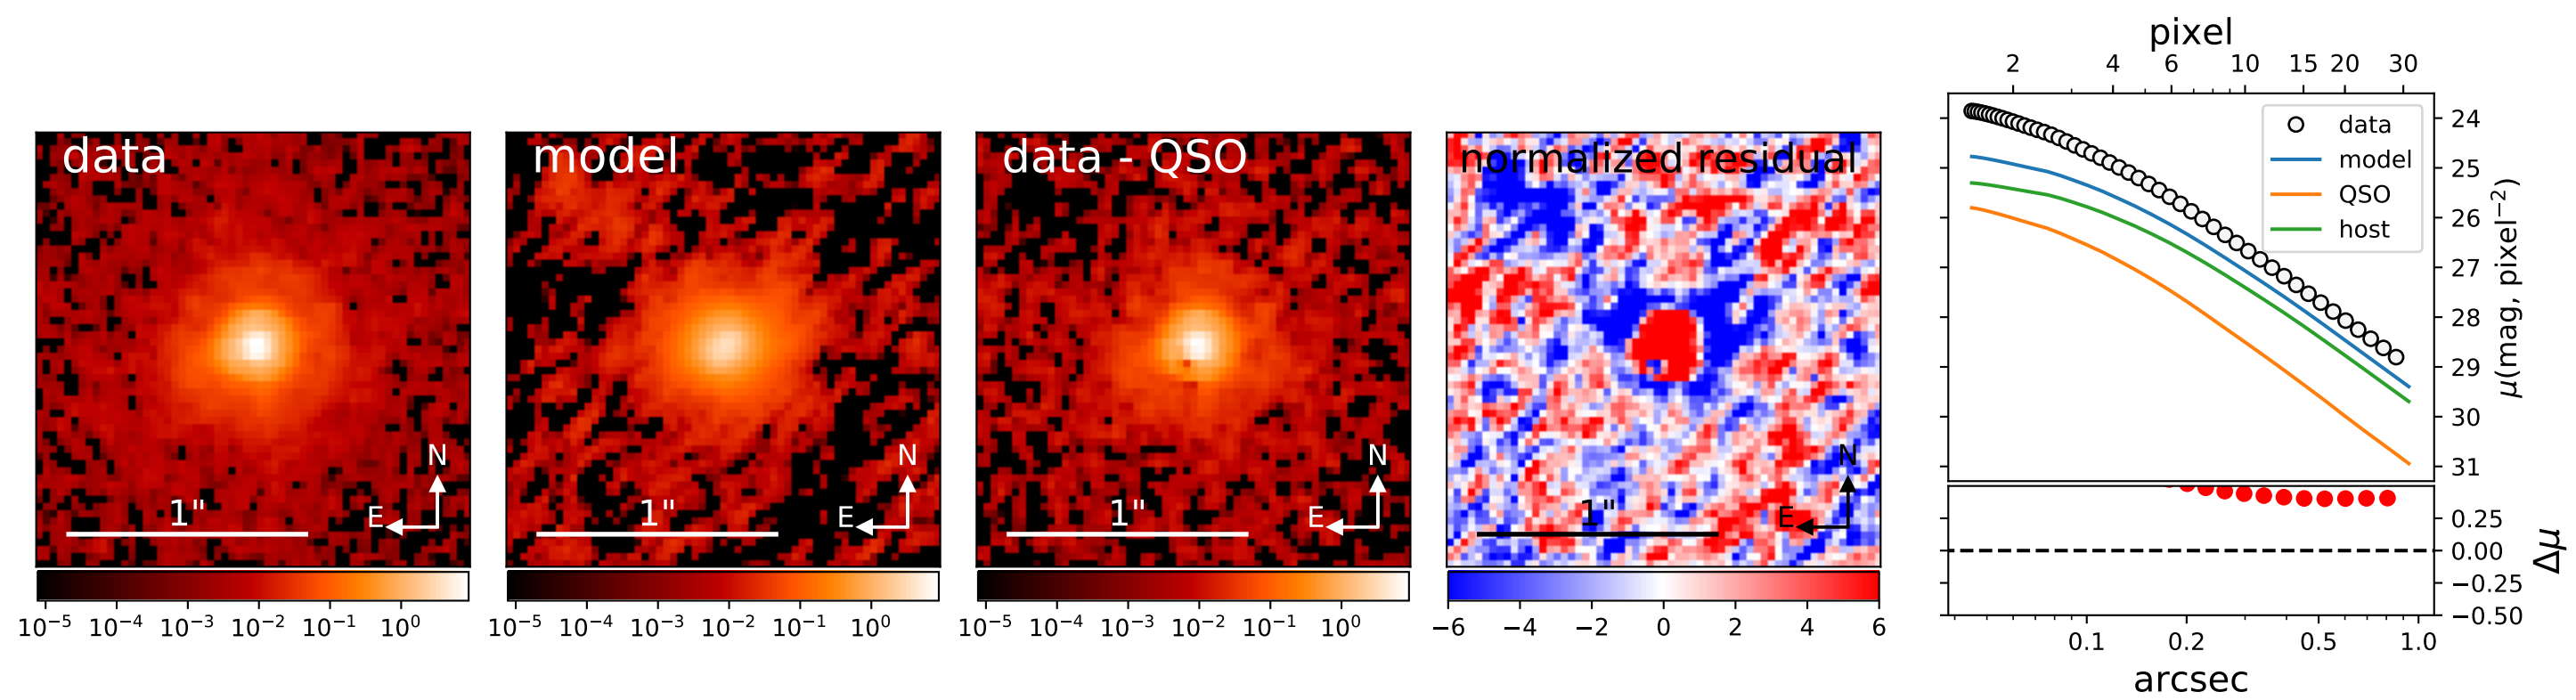 data
N
E
1"
10⁻⁵ 10⁻⁴ 10⁻³ 10⁻² 10⁻¹ 10⁰
model
N
E
1"
10⁻⁵ 10⁻⁴ 10⁻³ 10⁻² 10⁻¹ 10⁰
data - QSO
N
E
1"
10⁻⁵ 10⁻⁴ 10⁻³ 10⁻² 10⁻¹ 10⁰
normalized residual
N
E
1"
−6 −4 −2 0 2 4 6
pixel
2 4 6 10 15 20 30
data
model
QSO
host
24
25
26
27
28
29
30
31
μ(mag, pixel⁻²)
0.25
0.00
−0.25
−0.50
Δμ
0.1 0.2 0.5 1.0
arcsec